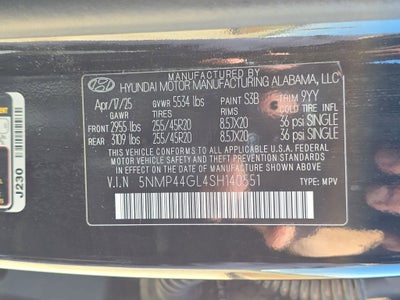 MANUFACTURED BY
HYUNDAI MOTOR MANUFACTURING ALABAMA, LLC
Apr/17/25 GVWR 5534 lbs PAINT S3B TRIM 9YY
GAWR TIRES RIMS COLD TIRE INFL
FRT 2955 lbs 255/45R20 8.5JX20 36 psi SINGLE
REAR 3109 lbs 255/45R20 8.5JX20 36 psi SINGLE
THIS VEHICLE CONFORMS TO ALL APPLICABLE U.S.
FEDERAL MOTOR VEHICLE SAFETY, BUMPER,
AND THEFT PREVENTION STANDARDS IN EFFECT
ON THE DATE OF MANUFACTURE SHOWN ABOVE.
V.I.N 5NMP44GL4SH140551 TYPE: MPV
J230